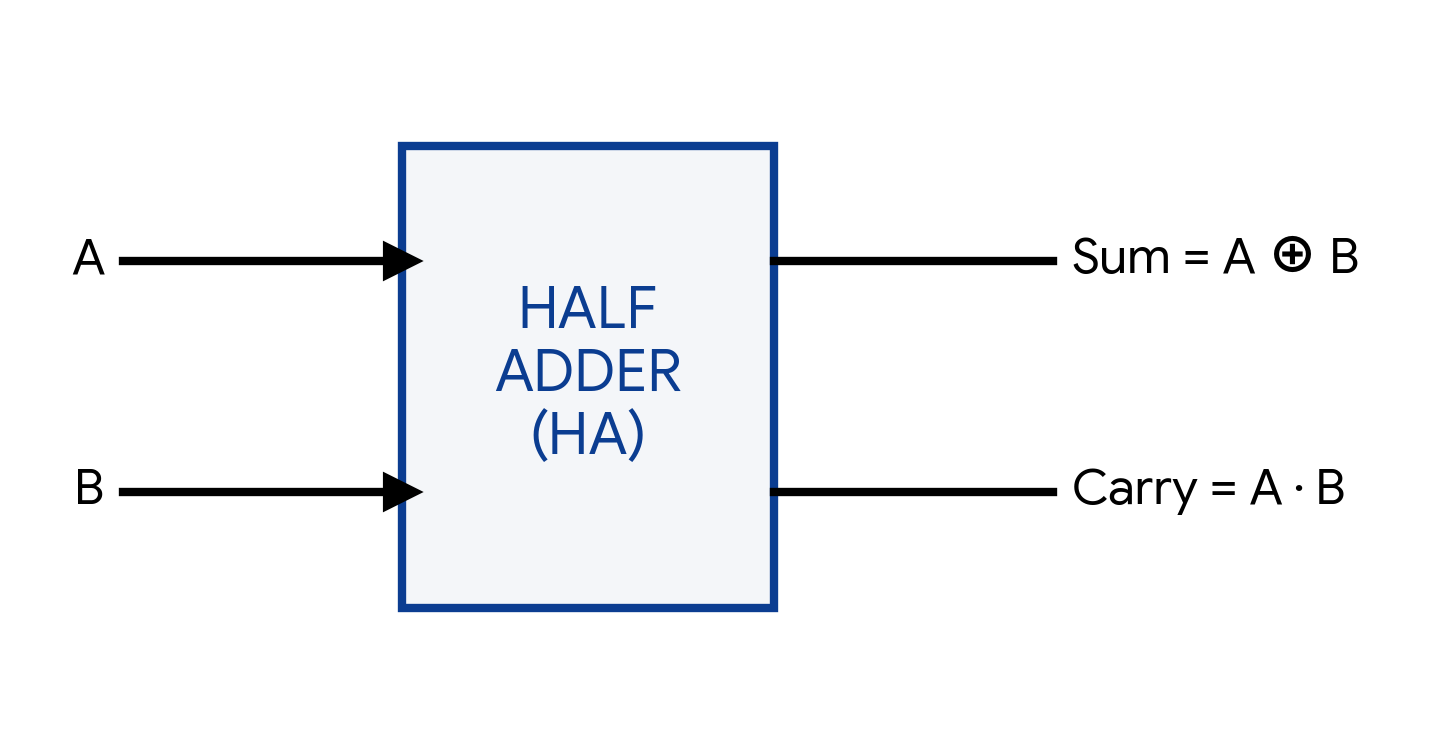 A
Sum = A ⊕ B
HALF
ADDER
(HA)
B
Carry = A · B